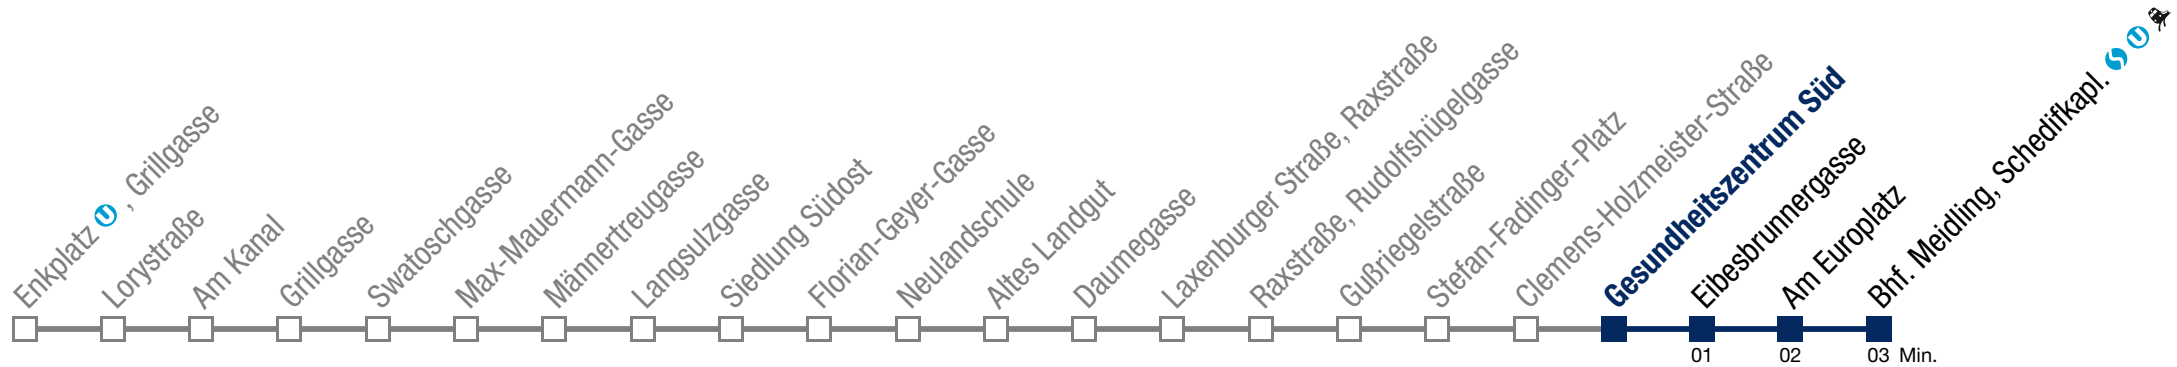 Enkplatz U, Grillgasse
Lorystraße
Am Kanal
Grillgasse
Swatoschgasse
Max-Mauermann-Gasse
Männertreugasse
Langsulzgasse
Siedlung Südost
Florian-Geyer-Gasse
Neulandschule
Altes Landgut
Daumegasse
Laxenburger Straße, Raxstraße
Raxstraße, Rudolfshügelgasse
Gußriegelstraße
Stefan-Fadinger-Platz
Clemens-Holzmeister-Straße
Gesundheitszentrum Süd
Eibesbrunnergasse
Am Europlatz
Bhf. Meidling, Schedifkapl. S U
01 02 03 Min.